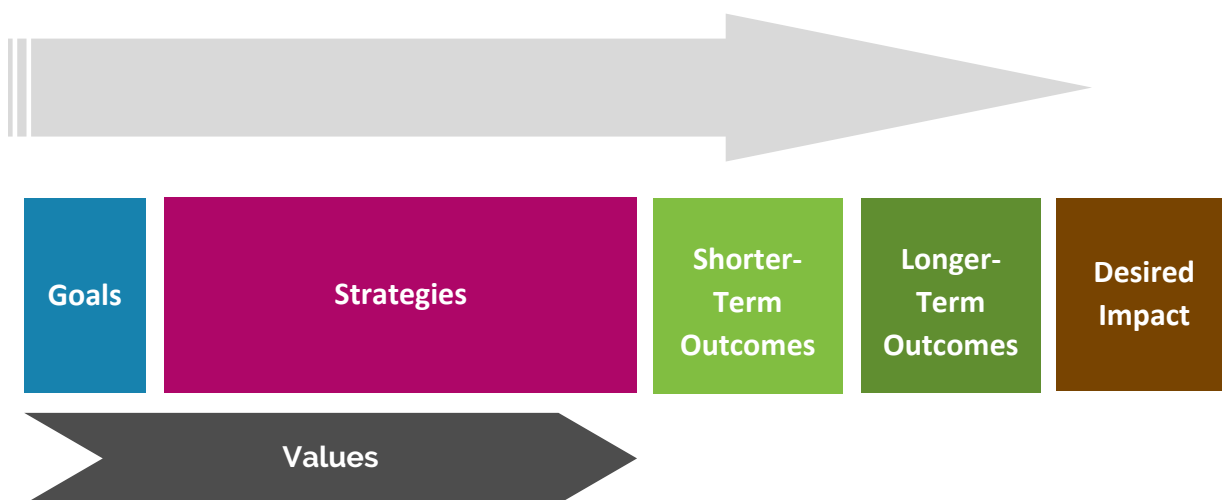 Goals
Strategies
Shorter-
Term
Outcomes
Longer-
Term
Outcomes
Desired
Impact
Values